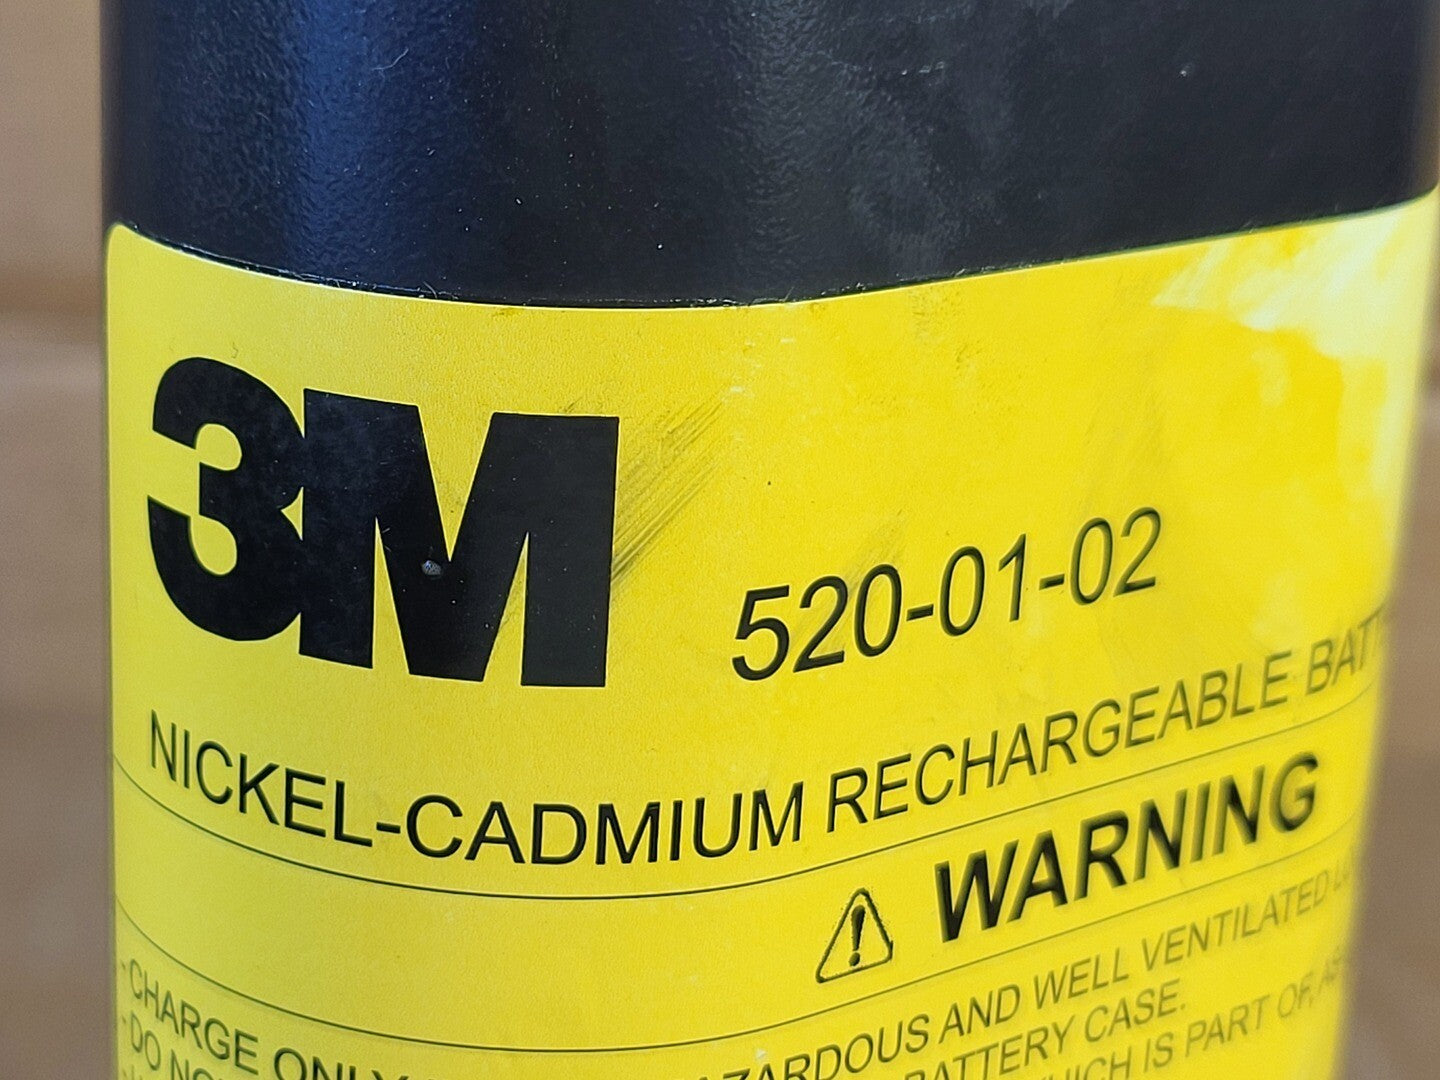 3M
520-01-02
NICKEL-CADMIUM RECHARGEABLE
WARNING
-CHARGE ONLY AND WELL VENTILATED
-DO BATTERY CASE.
WHICH IS PART OF,